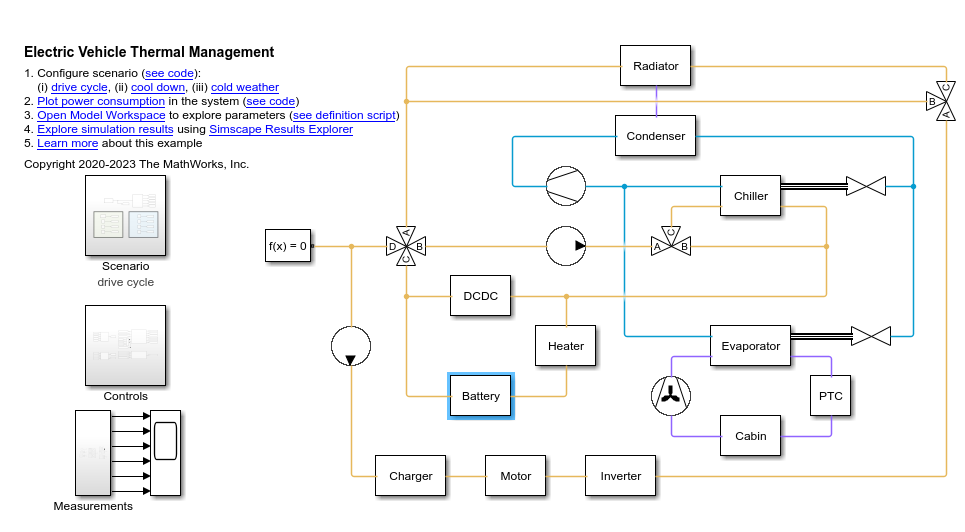 Electric Vehicle Thermal Management
1. Configure scenario (see code):
(i) drive cycle, (ii) cool down, (iii) cold weather
2. Plot power consumption in the system (see code)
3. Open Model Workspace to explore parameters (see definition script)
4. Explore simulation results using Simscape Results Explorer
5. Learn more about this example
Copyright 2020-2023 The MathWorks, Inc.
Scenario
drive cycle
Controls
Measurements
Radiator
C
B
A
Condenser
Chiller
f(x) = 0
A
D
B
C
C
A
B
DCDC
Heater
Evaporator
Battery
PTC
Cabin
Charger
Motor
Inverter